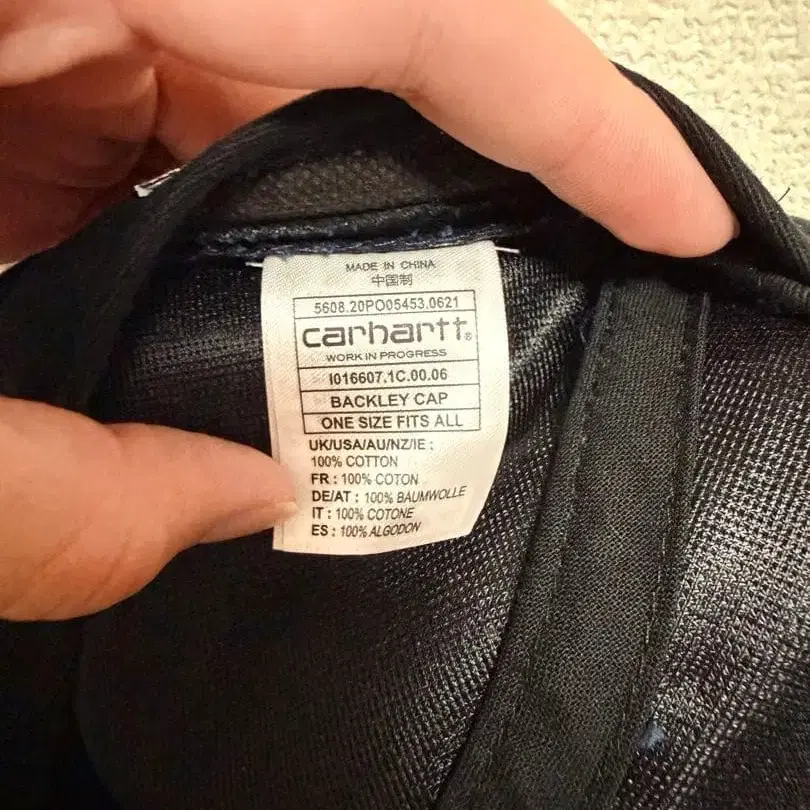 MADE IN CHINA
中国制
5608.20PO05453.0621
carhartt®
WORK IN PROGRESS
I016607.1C.00.06
BACKLEY CAP
ONE SIZE FITS ALL
UK/USA/AU/NZ/IE :
100% COTTON
FR : 100% COTON
DE/AT : 100% BAUMWOLLE
IT : 100% COTONE
ES : 100% ALGODON